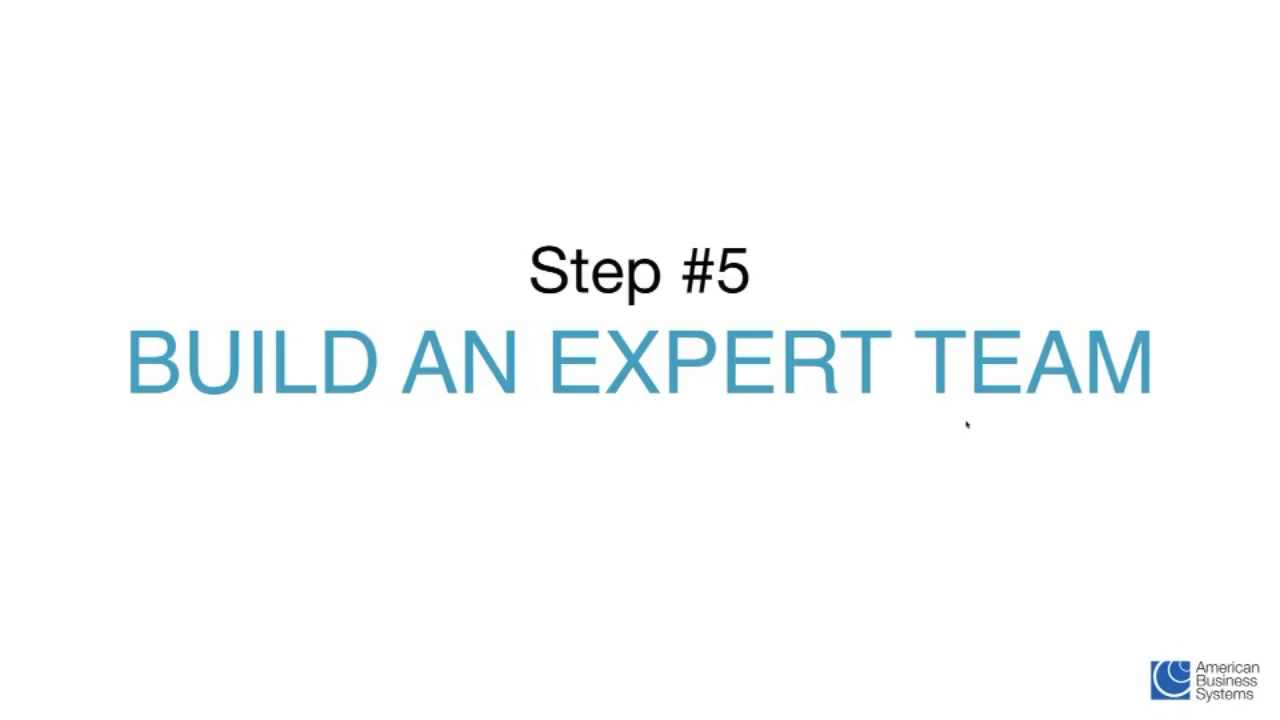 Step #5
BUILD AN EXPERT TEAM
American
Business
Systems